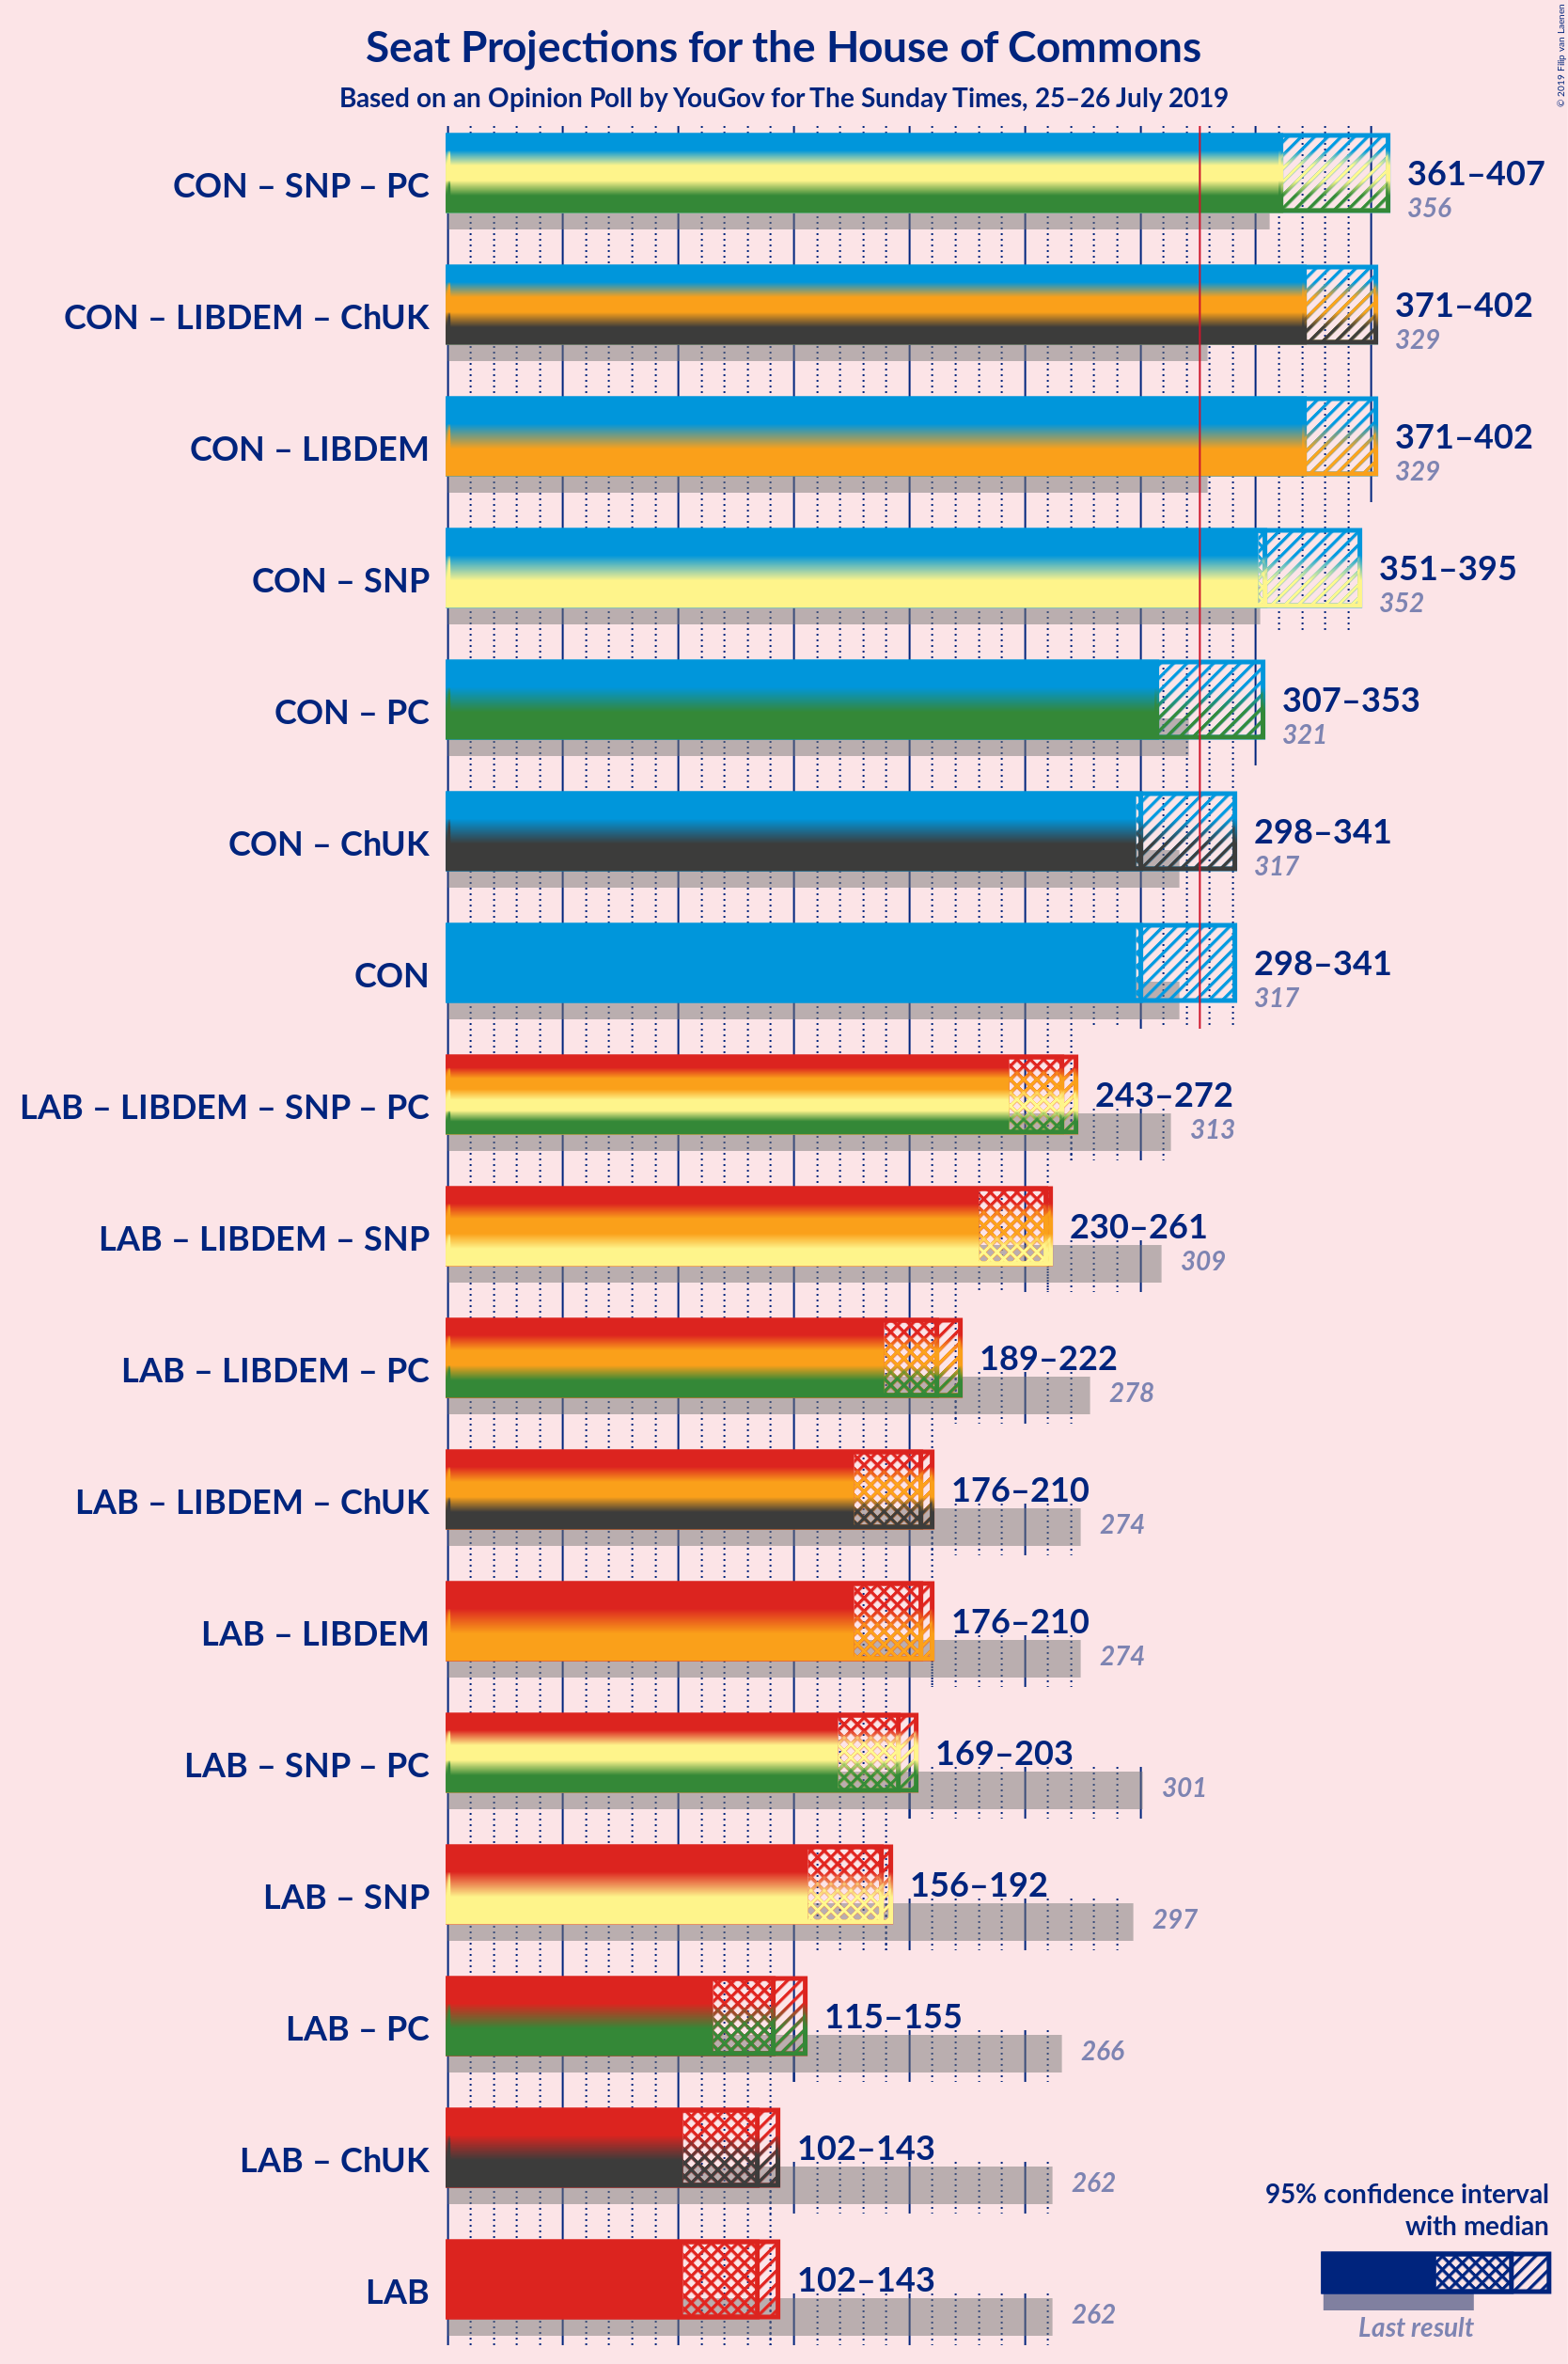 Seat Projections for the House of Commons
Based on an Opinion Poll by YouGov for The Sunday Times, 25–26 July 2019
© 2019 Filip van Laenen
CON – SNP – PC
361–407
356
CON – LIBDEM – ChUK
371–402
329
CON – LIBDEM
371–402
329
CON – SNP
351–395
352
CON – PC
307–353
321
CON – ChUK
298–341
317
CON
298–341
317
LAB – LIBDEM – SNP – PC
243–272
313
LAB – LIBDEM – SNP
230–261
309
LAB – LIBDEM – PC
189–222
278
LAB – LIBDEM – ChUK
176–210
274
LAB – LIBDEM
176–210
274
LAB – SNP – PC
169–203
301
LAB – SNP
156–192
297
LAB – PC
115–155
266
LAB – ChUK
102–143
262
LAB
102–143
262
95% confidence interval
with median
Last result